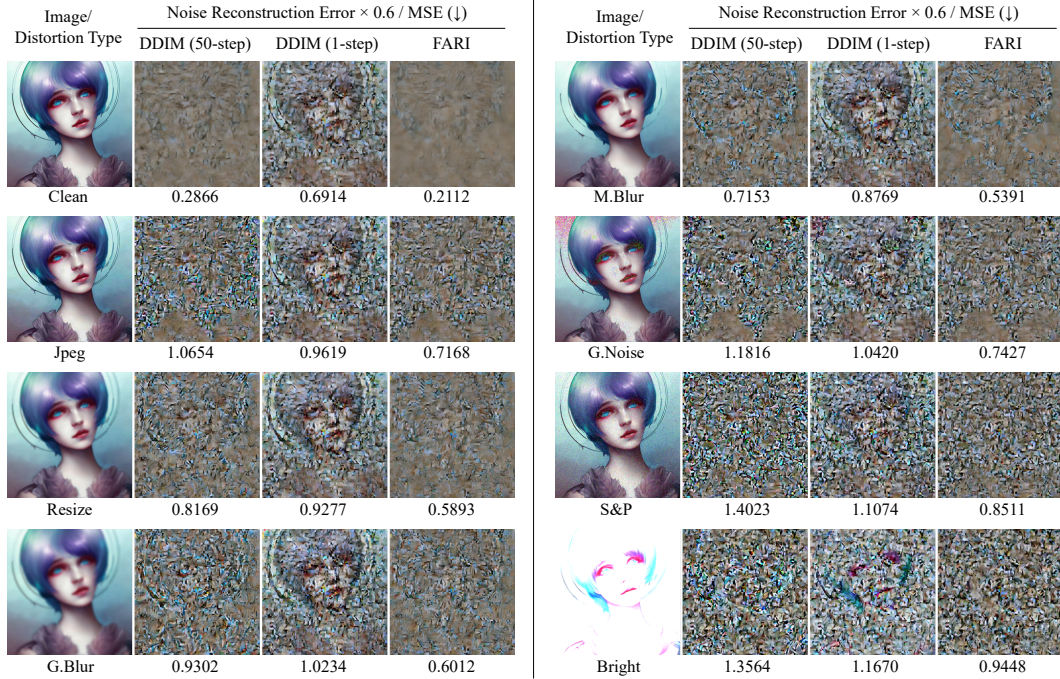 Image/
Distortion Type
Noise Reconstruction Error × 0.6 / MSE (↓)
DDIM (50-step) DDIM (1-step) FARI
Clean 0.2866 0.6914 0.2112
Jpeg 1.0654 0.9619 0.7168
Resize 0.8169 0.9277 0.5893
G.Blur 0.9302 1.0234 0.6012
Image/
Distortion Type
Noise Reconstruction Error × 0.6 / MSE (↓)
DDIM (50-step) DDIM (1-step) FARI
M.Blur 0.7153 0.8769 0.5391
G.Noise 1.1816 1.0420 0.7427
S&P 1.4023 1.1074 0.8511
Bright 1.3564 1.1670 0.9448